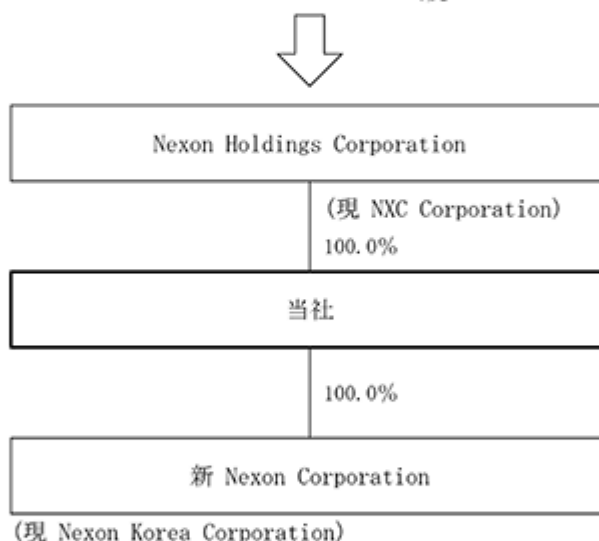 Nexon Holdings Corporation
(現 NXC Corporation)
100.0%
当社
100.0%
新 Nexon Corporation
(現 Nexon Korea Corporation)